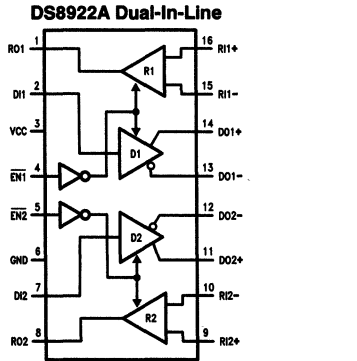 DS8922A Dual-In-Line
RO1 1 R1 16 RI1+
DI1 2 15 RI1-
VCC 3 14 DO1+
EN1 4 D1 13 DO1-
EN2 5 12 DO2-
GND 6 D2 11 DO2+
DI2 7 10 RI2-
RO2 8 R2 9 RI2+